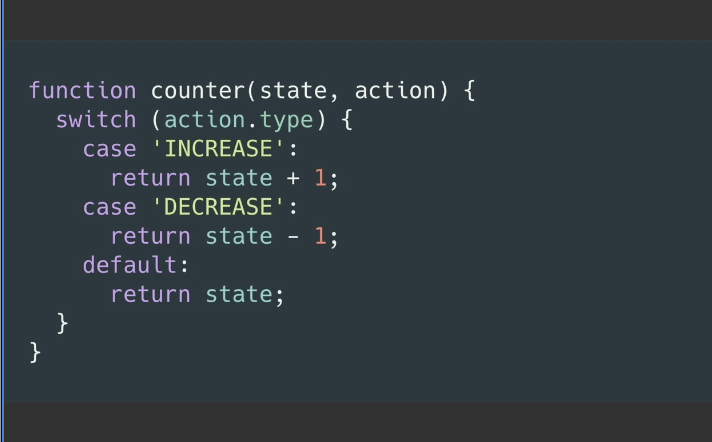 function counter(state, action) {
  switch (action.type) {
    case 'INCREASE':
      return state + 1;
    case 'DECREASE':
      return state - 1;
    default:
      return state;
  }
}